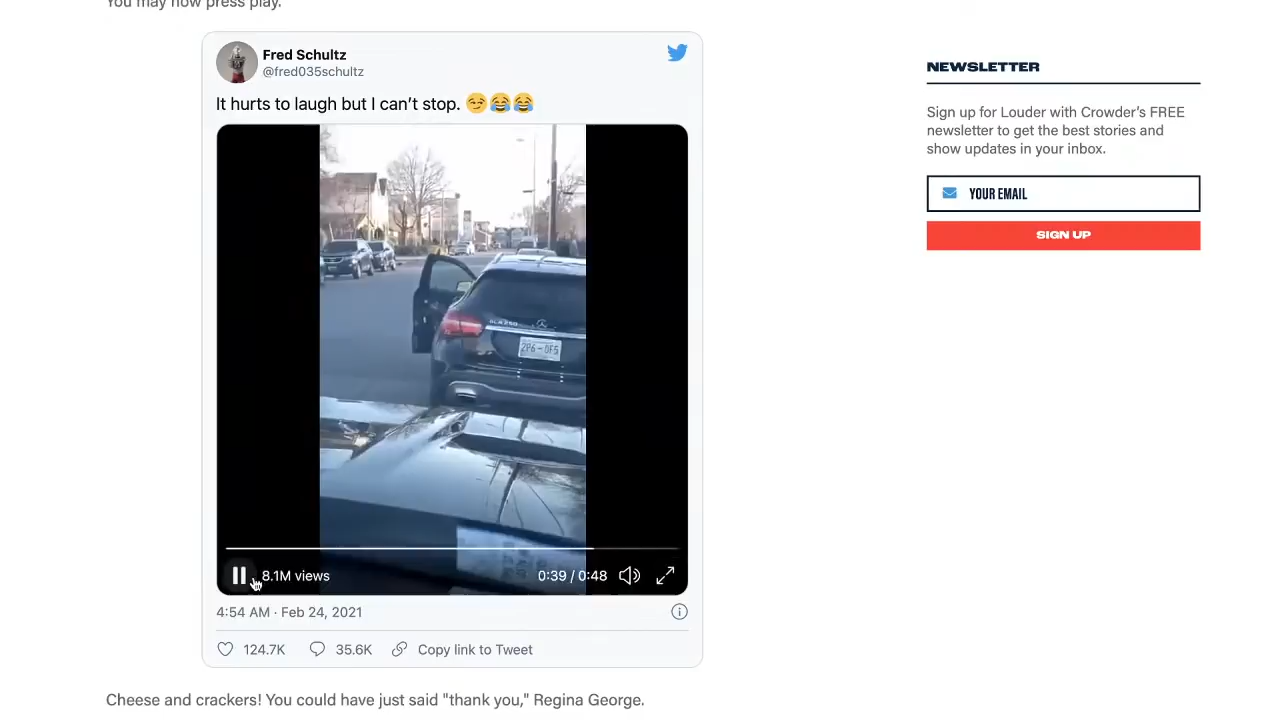 You may now press play.
Fred Schultz
@fred035schultz
It hurts to laugh but I can't stop. 😏😂😂
8.1M views
0:39 / 0:48
4:54 AM · Feb 24, 2021
124.7K
35.6K
Copy link to Tweet
Cheese and crackers! You could have just said "thank you," Regina George.
NEWSLETTER
Sign up for Louder with Crowder's FREE
newsletter to get the best stories and
show updates in your inbox.
YOUR EMAIL
SIGN UP